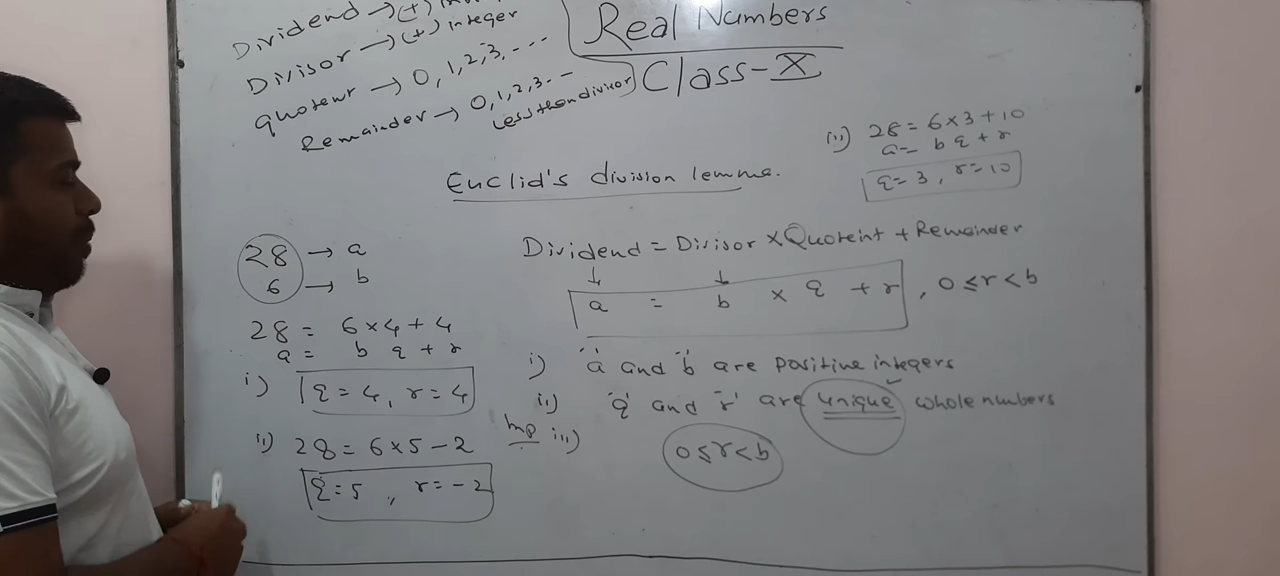 Dividend → (+)
Divisor → (+) integer
Quoteint → 0, 1, 2, 3, ---
Remainder → 0, 1, 2, 3 --
Less than divisor
Real Numbers
Class-X
28 = 6×3+10
a = b q + r
q = 3, r = 10
Euclid's division lemma.
28 → a
6 → b
28 = 6×4+4
a = b q + r
i) q = 4, r = 4
ii) 28 = 6×5-2
q = 5, r = -2
Dividend = Divisor × Quoteint + Remainder
↓ ↓
a = b × q + r, 0 ≤ r < b
i) 'a' and 'b' are positive integers
ii) 'q' and 'r' are unique whole numbers
Imp iii) 0 ≤ r < b